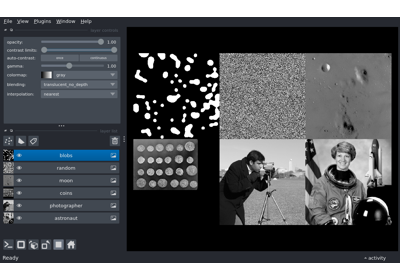 File View Plugins Window Help
opacity: 1.00
contrast limits:
auto-contrast: once continuous
gamma: 1.00
colormap: gray
blending: translucent_no_depth
interpolation: nearest
blobs
random
moon
coins
photographer
astronaut
Ready activity